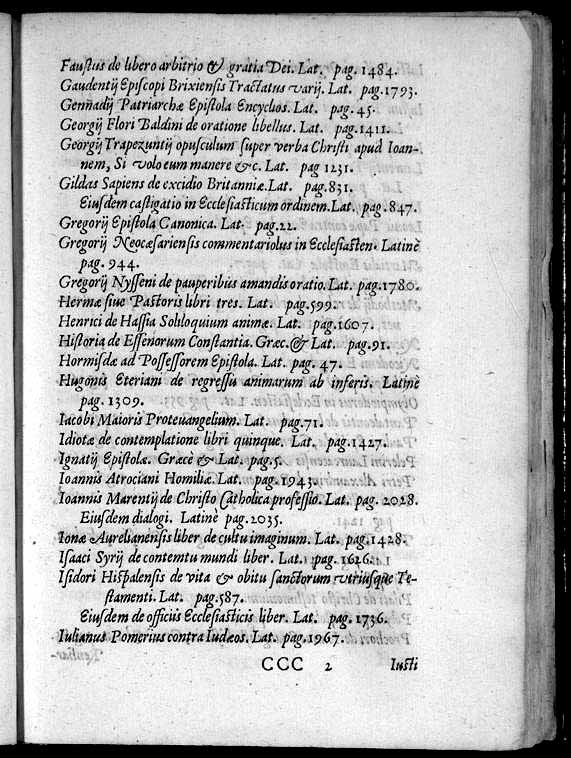 Fauſtus de libero arbitrio & gratia Dei. Lat. pag. 1484.
Gaudentij Epiſcopi Brixienſis Tractatus varij. Lat. pag. 1793.
Gennadij Patriarchæ Epiſtola Encyclios. Lat. pag. 45.
Georgij Flori Baldini de oratione libellus. Lat. pag. 1411.
Georgij Trapezuntij opuſculum ſuper verba Chriſti apud Ioan-
nem, Si volo eum manere &c. Lat. pag 1231.
Gildas Sapiens de excidio Britanniæ. Lat. pag. 831.
Eiuſdem caſtigatio in Eccleſiaſticum ordinem. Lat. pag. 847.
Gregorij Epiſtola Canonica. Lat. pag. 22.
Gregorij Neocæſarienſis commentariolus in Eccleſiaſten. Latinè
pag. 944.
Gregorij Nyſſeni de pauperibus amandis oratio. Lat. pag. 1780.
Hermæ ſiue Paſtoris libri tres. Lat. pag. 599.
Henrici de Haſſia Soliloquium animæ. Lat. pag. 1607.
Hiſtoria de Eſſenorum Conſtantia. Græc. & Lat. pag. 91.
Hormiſdæ ad Poſſeſſorem Epiſtola. Lat. pag. 47.
Hugonis Eteriani de regreſſu animarum ab inferis. Latinè
pag. 1309.
Iacobi Maioris Proteuangelium. Lat. pag. 71.
Idiotæ de contemplatione libri quinque. Lat. pag. 1427.
Ignatij Epiſtolæ. Græcè & Lat. pag. 5.
Ioannis Atrociani Homiliæ. Lat. pag. 1943.
Ioannis Marentij de Chriſto Catholica profeſſio. Lat. pag. 2028.
Eiuſdem dialogi. Latinè pag. 2035.
Ionæ Aurelianenſis liber de cultu imaginum. Lat. pag. 1428.
Iſaaci Syrij de contemtu mundi liber. Lat. pag. 1626.
Iſidori Hiſpalenſis de vita & obitu ſanctorum vtriuſque Te-
ſtamenti. Lat. pag. 587.
Eiuſdem de officiis Eccleſiaſticis liber. Lat. pag. 1736.
Iulianus Pomerius contra Iudæos. Lat. pag. 1967.
CCC 2 Iuſti